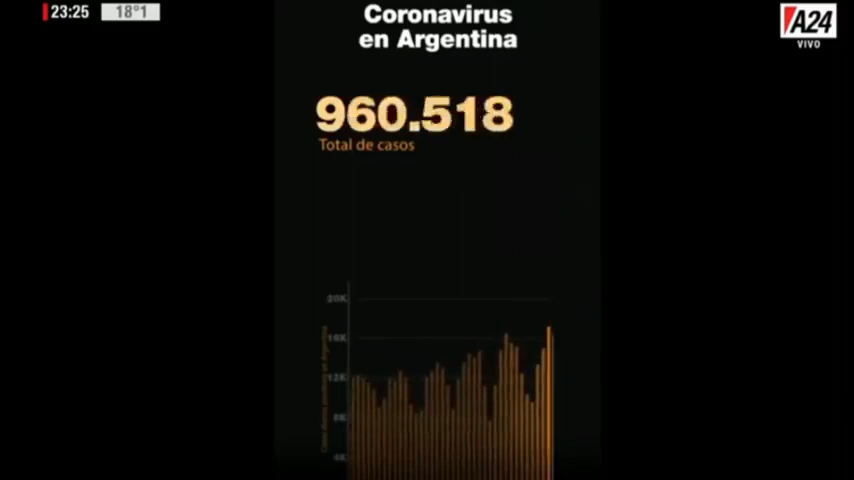 23:25 18°1
A24
VIVO
Coronavirus
en Argentina
960.518
Total de casos
20K
16K
12K
8K
4K